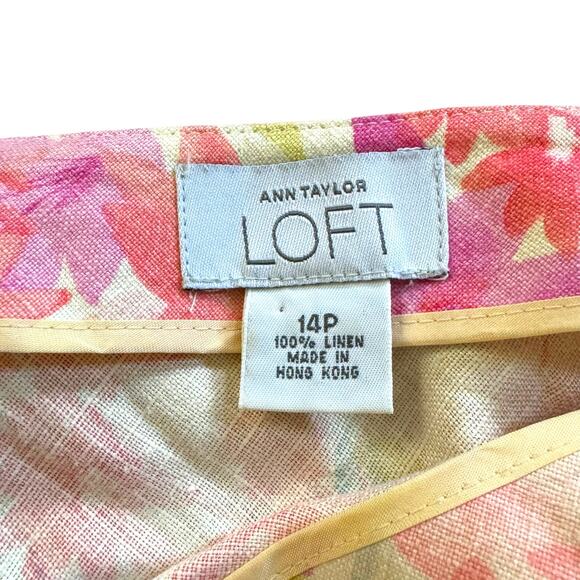 ANN TAYLOR
LOFT
14P
100% LINEN
MADE IN
HONG KONG